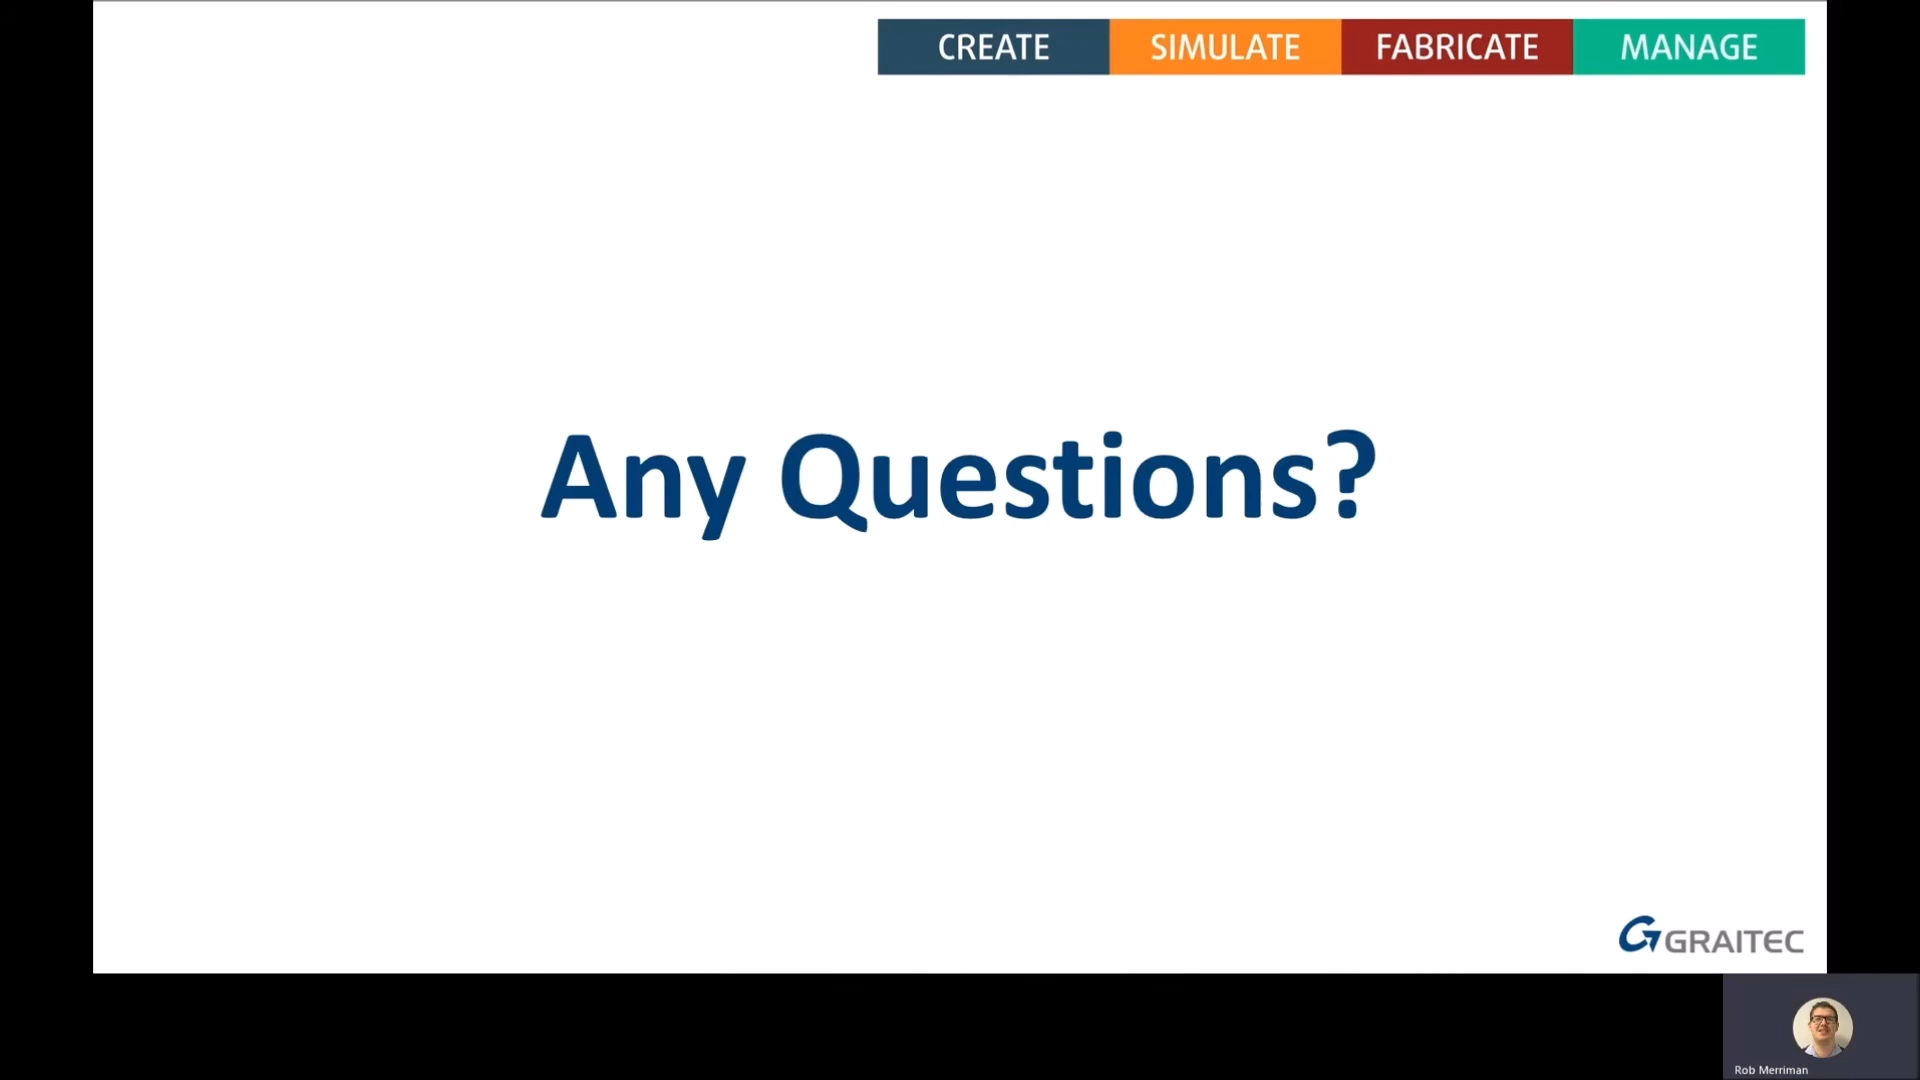 CREATE SIMULATE FABRICATE MANAGE
Any Questions?
GRAITEC
Rob Merriman